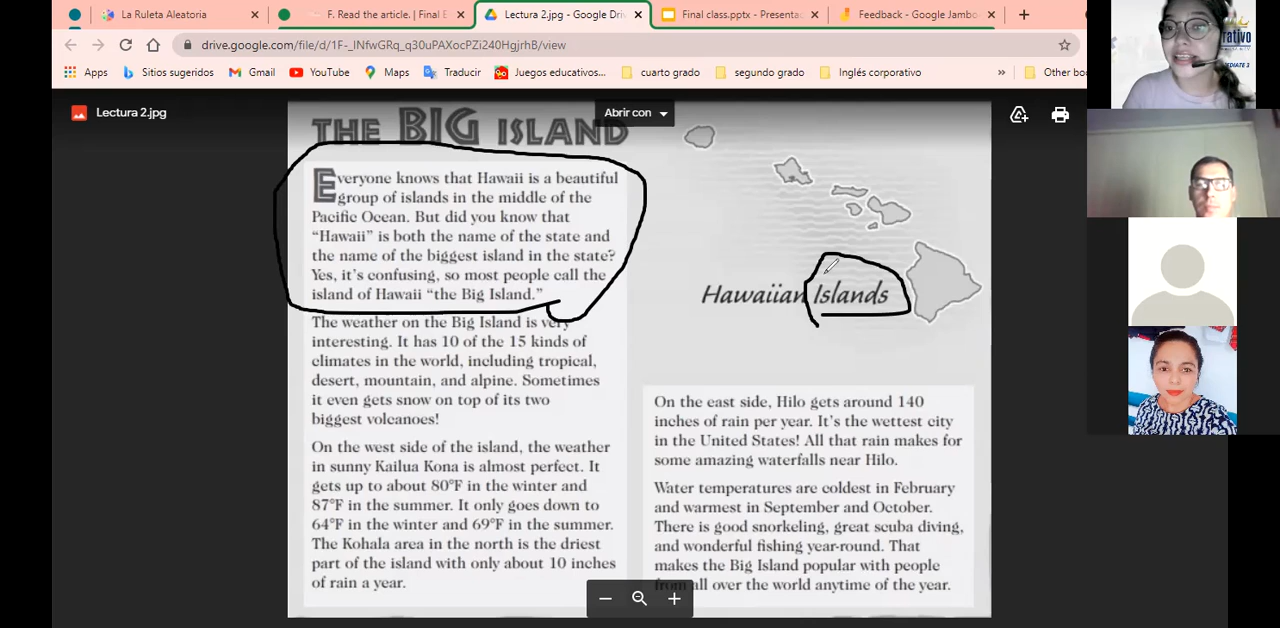 La Ruleta Aleatoria
F. Read the article. | Final E
Lectura 2.jpg - Google Driv
Final class.pptx - Presentac
Feedback - Google Jambo
drive.google.com/file/d/1F-_lNfwGRq_q30uPAXocPZi240HgjrhB/view
Apps
Sitios sugeridos
Gmail
YouTube
Maps
Traducir
Juegos educativos...
cuarto grado
segundo grado
Inglés corporativo
»
Other bo
Lectura 2.jpg
Abrir con
THE BIG ISLAND
Everyone knows that Hawaii is a beautiful
group of islands in the middle of the
Pacific Ocean. But did you know that
“Hawaii” is both the name of the state and
the name of the biggest island in the state?
Yes, it’s confusing, so most people call the
island of Hawaii “the Big Island.”
The weather on the Big Island is very
interesting. It has 10 of the 15 kinds of
climates in the world, including tropical,
desert, mountain, and alpine. Sometimes
it even gets snow on top of its two
biggest volcanoes!
On the west side of the island, the weather
in sunny Kailua Kona is almost perfect. It
gets up to about 80°F in the winter and
87°F in the summer. It only goes down to
64°F in the winter and 69°F in the summer.
The Kohala area in the north is the driest
part of the island with only about 10 inches
of rain a year.
Hawaiian Islands
On the east side, Hilo gets around 140
inches of rain per year. It’s the wettest city
in the United States! All that rain makes for
some amazing waterfalls near Hilo.
Water temperatures are coldest in February
and warmest in September and October.
There is good snorkeling, great scuba diving,
and wonderful fishing year-round. That
makes the Big Island popular with people
from all over the world anytime of the year.
rativo
EDIATE 3